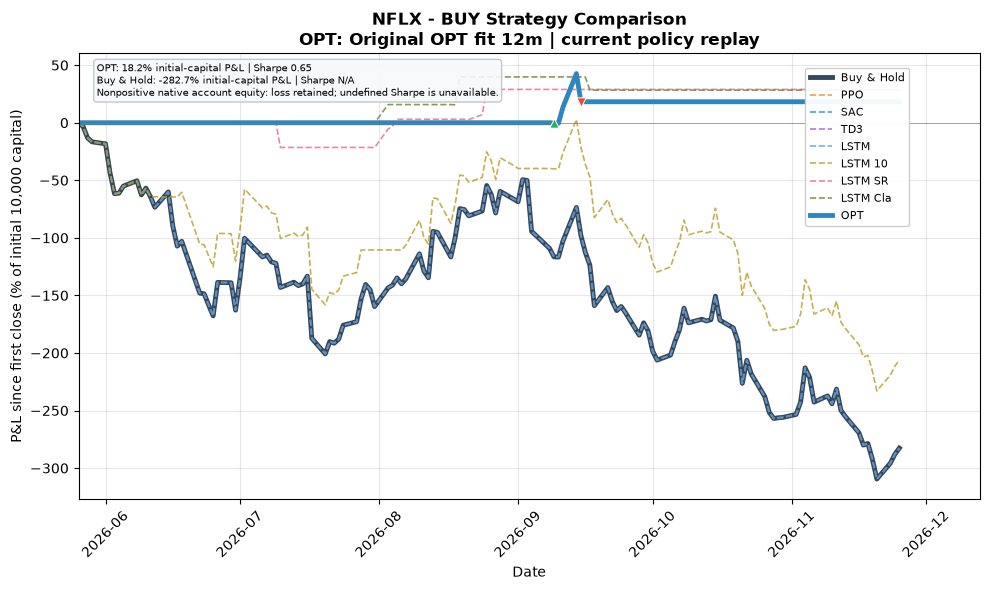 NFLX - BUY Strategy Comparison
OPT: Original OPT fit 12m | current policy replay
OPT: 18.2% initial-capital P&L | Sharpe 0.65
Buy & Hold: -282.7% initial-capital P&L | Sharpe N/A
Nonpositive native account equity: loss retained; undefined Sharpe is unavailable.
Buy & Hold
PPO
SAC
TD3
LSTM
LSTM 10
LSTM SR
LSTM Cla
OPT
P&L since first close (% of initial 10,000 capital)
50
0
−50
−100
−150
−200
−250
−300
2026-06
2026-07
2026-08
2026-09
2026-10
2026-11
2026-12
Date